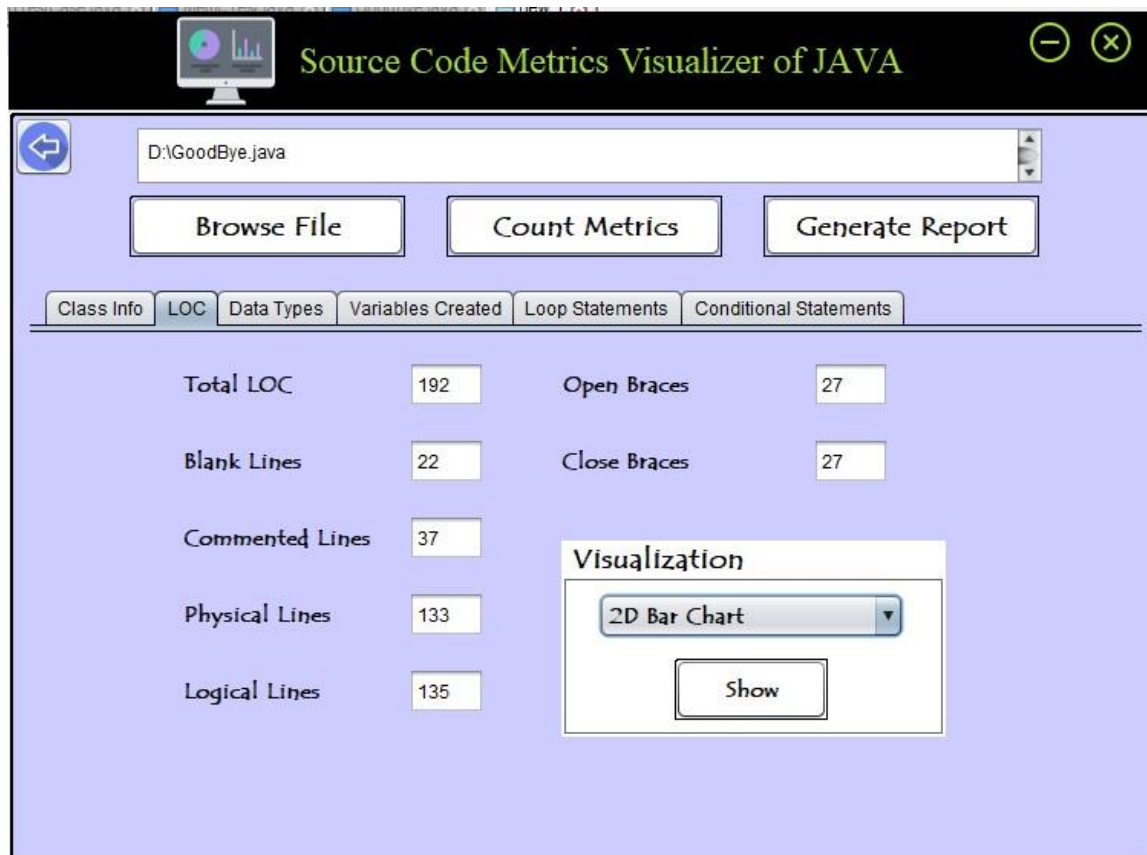 Source Code Metrics Visualizer of JAVA
D:\GoodBye.java
Browse File
Count Metrics
Generate Report
Class Info
LOC
Data Types
Variables Created
Loop Statements
Conditional Statements
Total LOC 192
Open Braces 27
Blank Lines 22
Close Braces 27
Commented Lines 37
Visualization
Physical Lines 133
2D Bar Chart
Logical Lines 135
Show